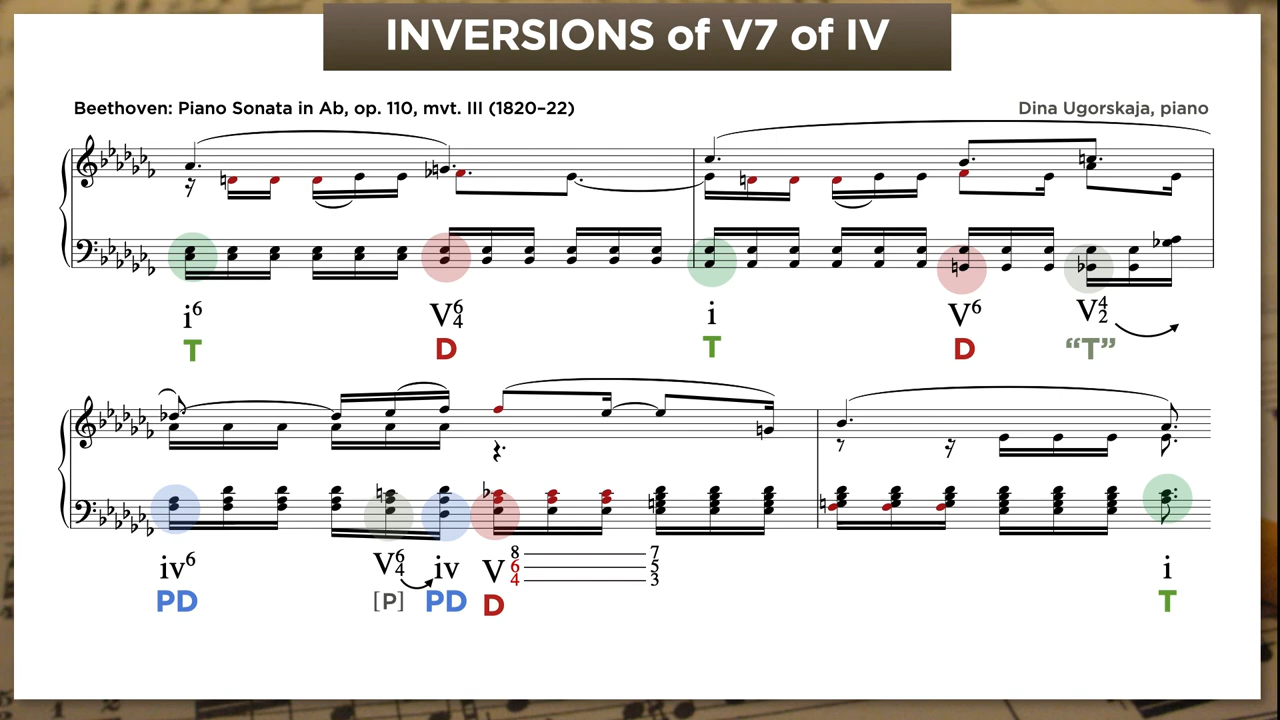 INVERSIONS of V7 of IV
Beethoven: Piano Sonata in Ab, op. 110, mvt. III (1820–22) Dina Ugorskaja, piano
i6 V6 4 i V6 V4 2
T D T D “T”
iv6 V6 4 iv V 8 7 6 5 4 3 i
PD [P] PD D T